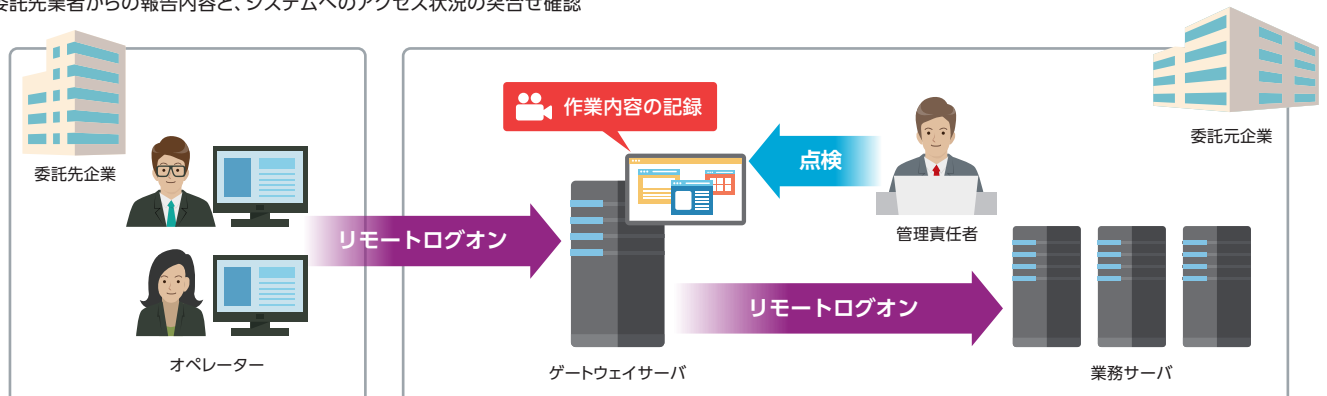 委託先業者からの報告内容と、システムへのアクセス状況の突合せ確認
作業内容の記録
委託元企業
点検
委託先企業
管理責任者
リモートログオン
リモートログオン
オペレーター
ゲートウェイサーバ
業務サーバ